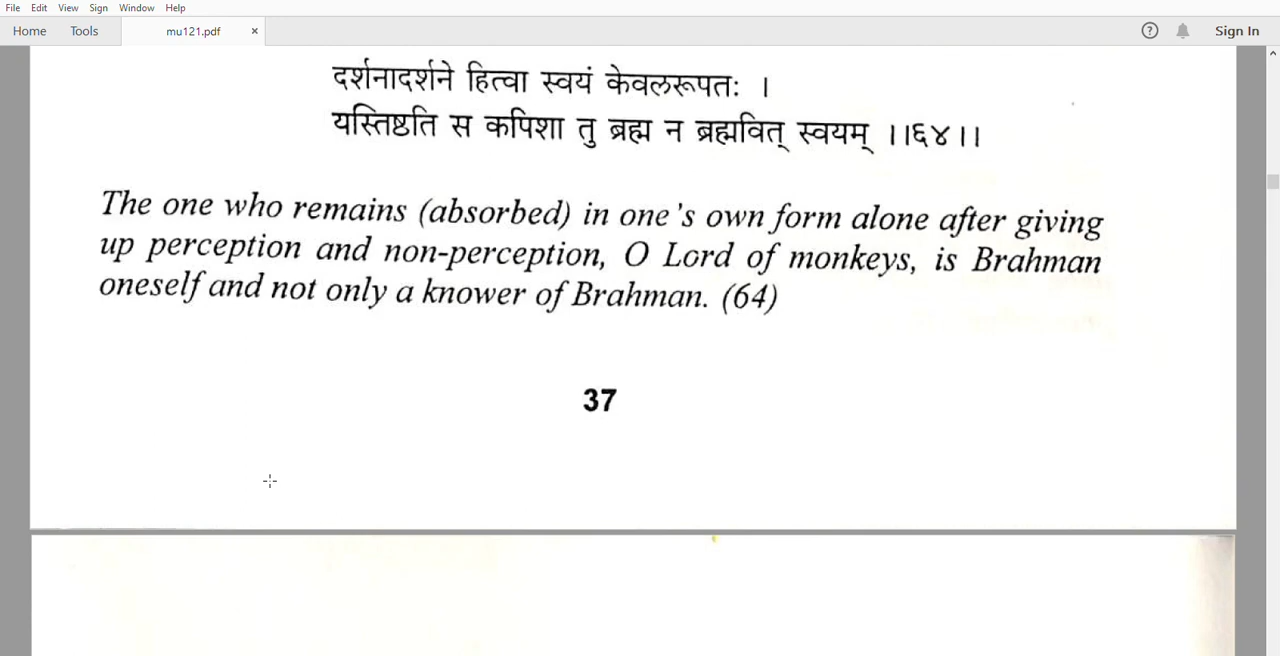 File Edit View Sign Window Help
Home Tools mu121.pdf × ? Sign In
दर्शनादर्शने हित्वा स्वयं केवलरूपतः ।
यस्तिष्ठति स कपिशा तु ब्रह्म न ब्रह्मवित् स्वयम् ।।६४।।
The one who remains (absorbed) in one's own form alone after giving
up perception and non-perception, O Lord of monkeys, is Brahman
oneself and not only a knower of Brahman. (64)
37